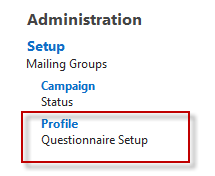 Administration
Setup
Mailing Groups
Campaign
Status
Profile
Questionnaire Setup